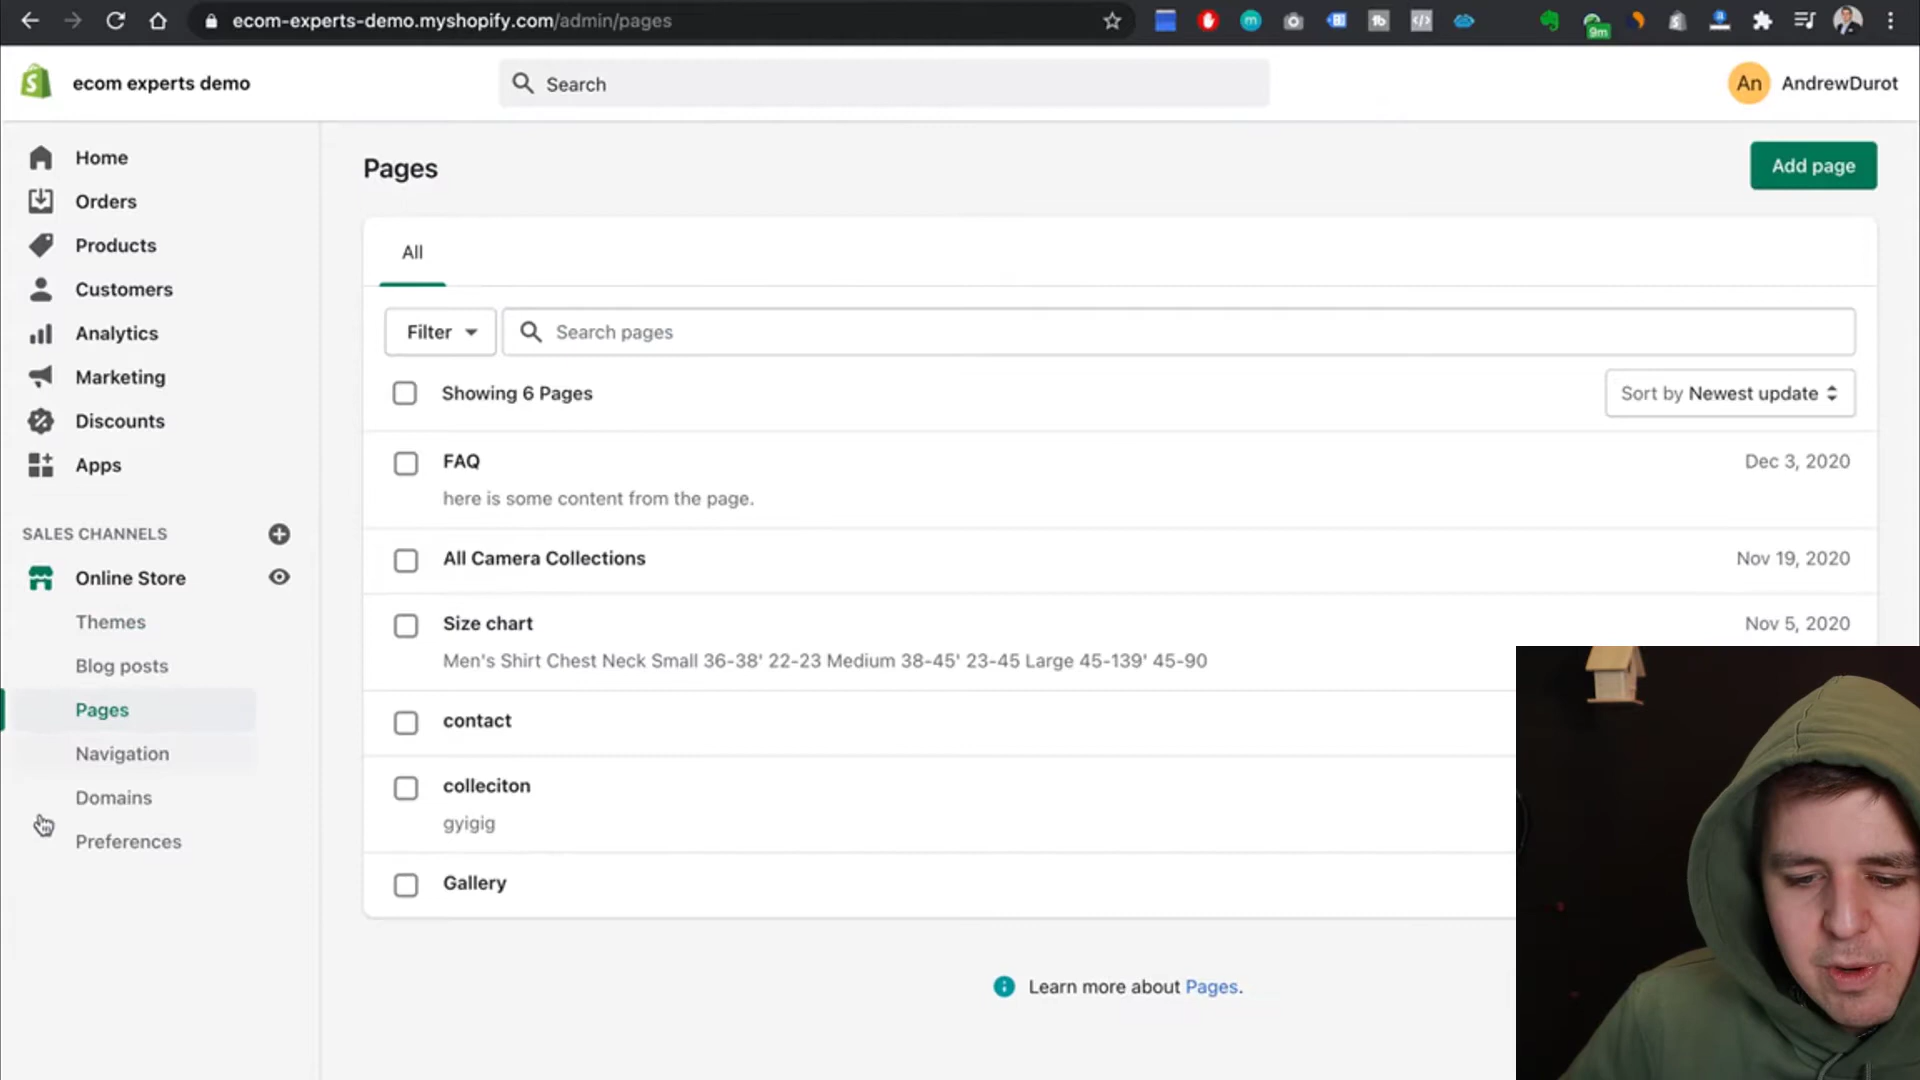 ecom-experts-demo.myshopify.com/admin/pages
9m
ecom experts demo
Search
An
AndrewDurot
Home
Orders
Products
Customers
Analytics
Marketing
Discounts
Apps
SALES CHANNELS
Online Store
Themes
Blog posts
Pages
Navigation
Domains
Preferences
Pages
Add page
All
Filter
Search pages
Showing 6 Pages
Sort by Newest update
FAQ
Dec 3, 2020
here is some content from the page.
All Camera Collections
Nov 19, 2020
Size chart
Nov 5, 2020
Men's Shirt Chest Neck Small 36-38' 22-23 Medium 38-45' 23-45 Large 45-139' 45-90
contact
colleciton
gyigig
Gallery
Learn more about Pages.